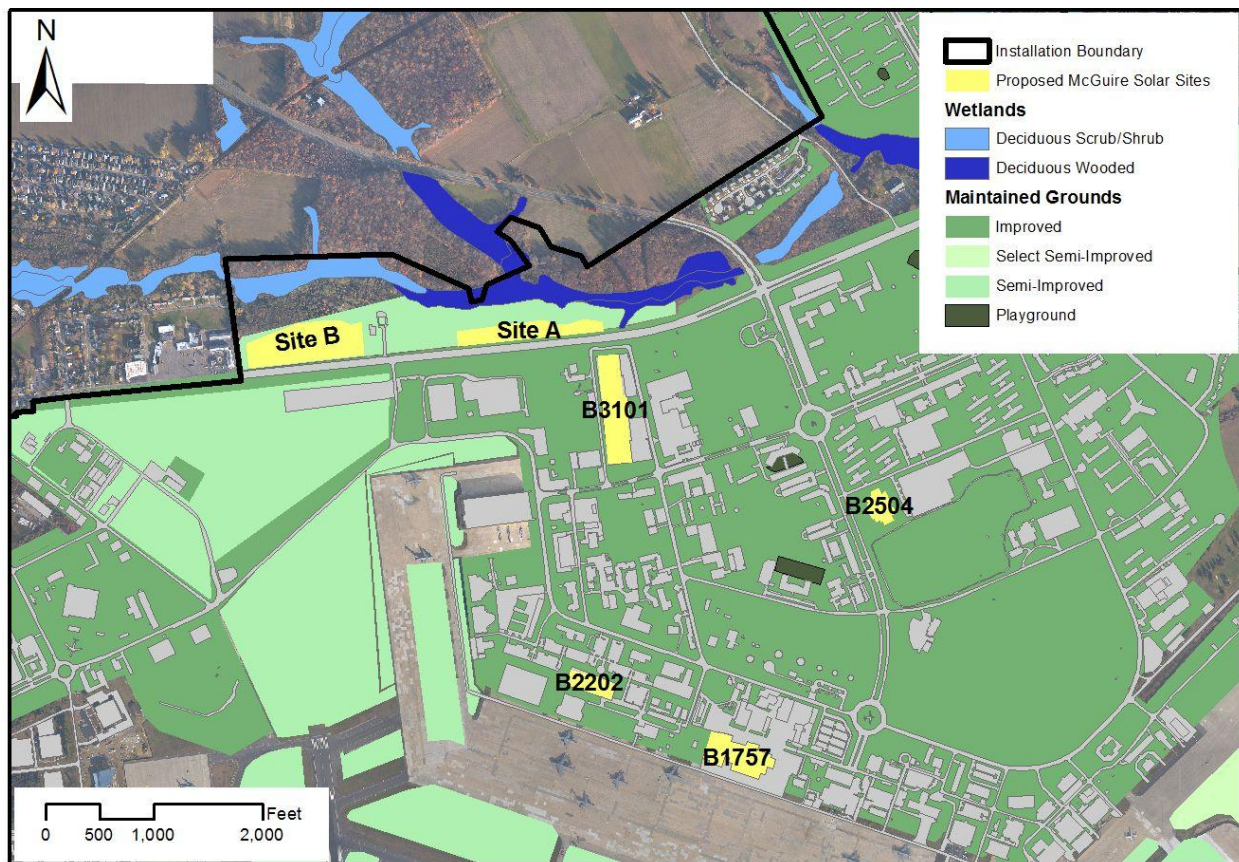 N
Installation Boundary
Proposed McGuire Solar Sites
Wetlands
Deciduous Scrub/Shrub
Deciduous Wooded
Maintained Grounds
Improved
Select Semi-Improved
Semi-Improved
Playground
Site B
Site A
B3101
B2504
B2202
B1757
Feet
0 500 1,000 2,000